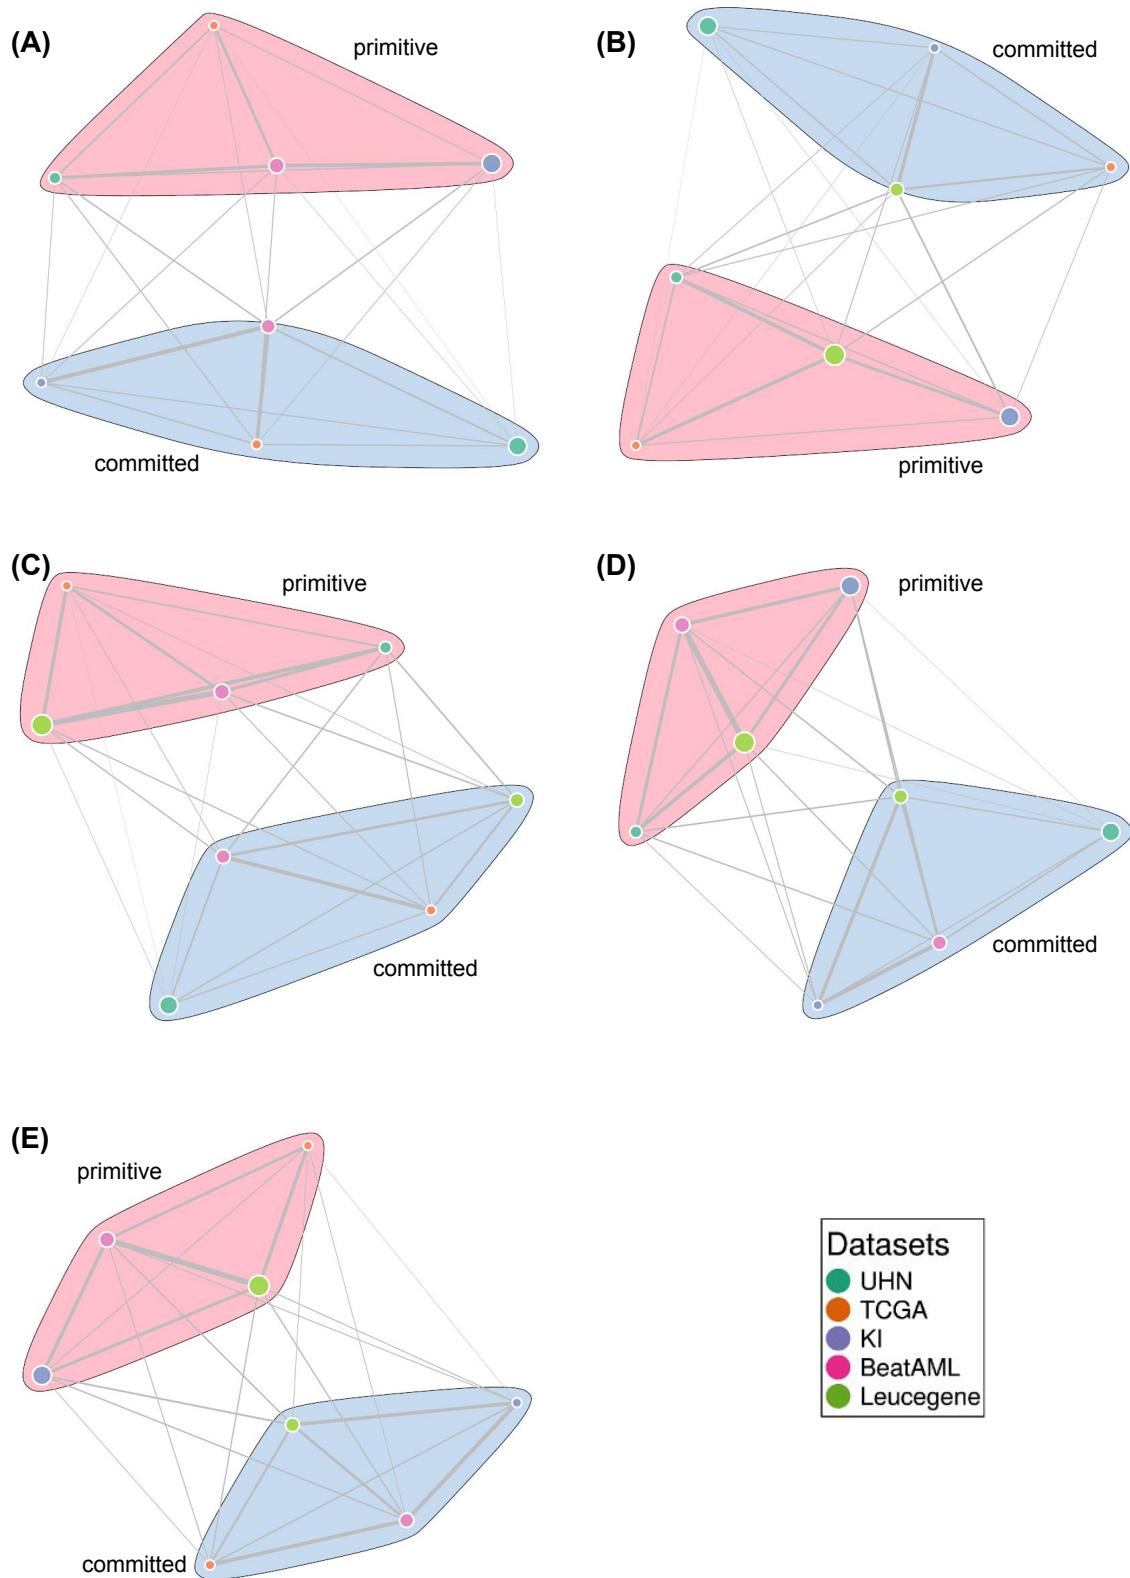 (A)
primitive
committed
(B)
committed
primitive
(C)
primitive
committed
(D)
primitive
committed
(E)
primitive
committed
Datasets
UHN
TCGA
KI
BeatAML
Leucegene